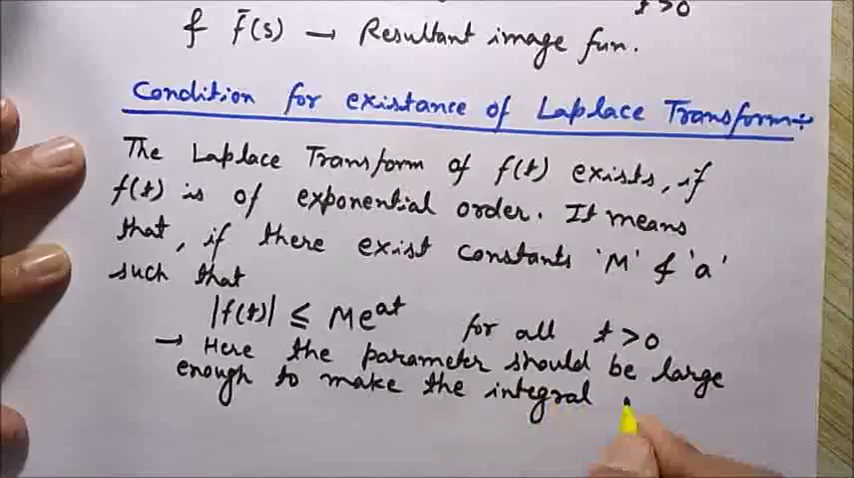 t>0
f F̄(s) → Resultant image fun.
Condition for existance of Laplace Transform÷
The Laplace Transform of f(t) exists, if
f(t) is of exponential order. It means
that, if there exist constants 'M' & 'a'
such that
|f(t)| ≤ Me^at for all t>0
→ Here the parameter should be large
enough to make the integral